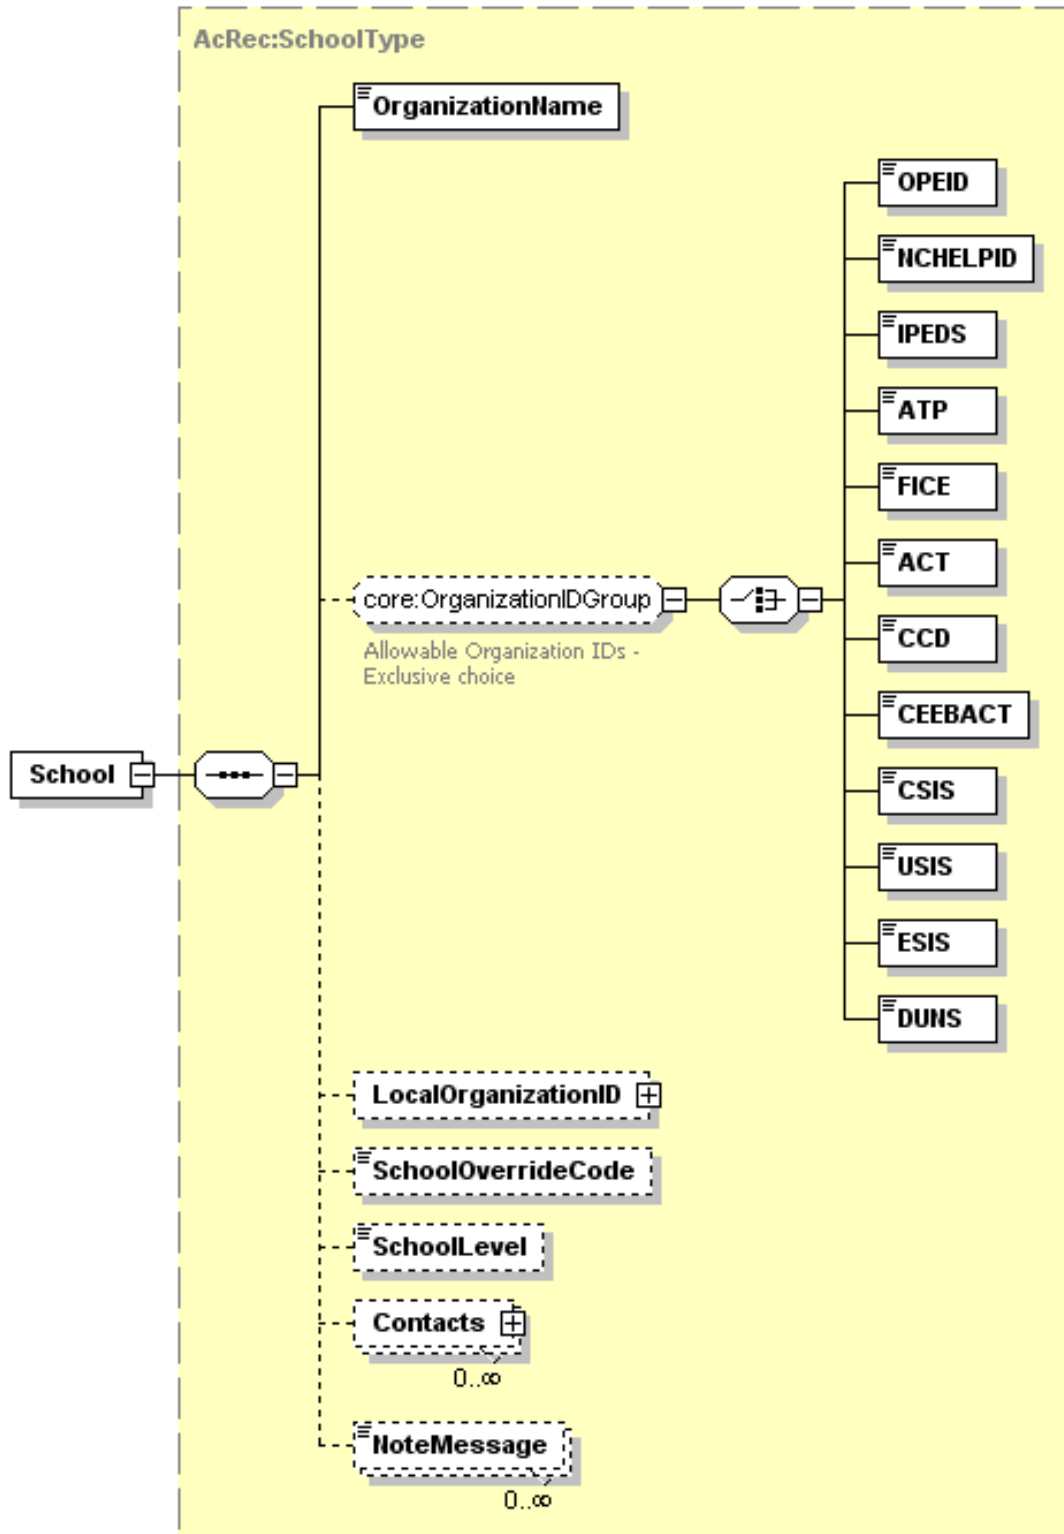 AcRec:SchoolType
OrganizationName
OPEID
NCHELPID
IPEDS
ATP
FICE
ACT
core:OrganizationIDGroup
Allowable Organization IDs -
Exclusive choice
CCD
CEEBACT
School
CSIS
USIS
ESIS
DUNS
LocalOrganizationID
SchoolOverrideCode
SchoolLevel
Contacts
0..∞
NoteMessage
0..∞